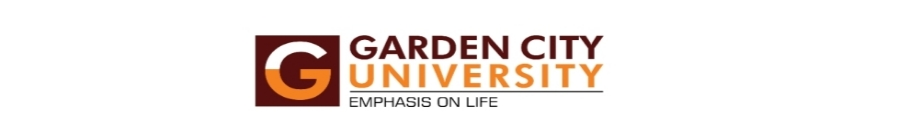 G
GARDEN CITY
UNIVERSITY
EMPHASIS ON LIFE